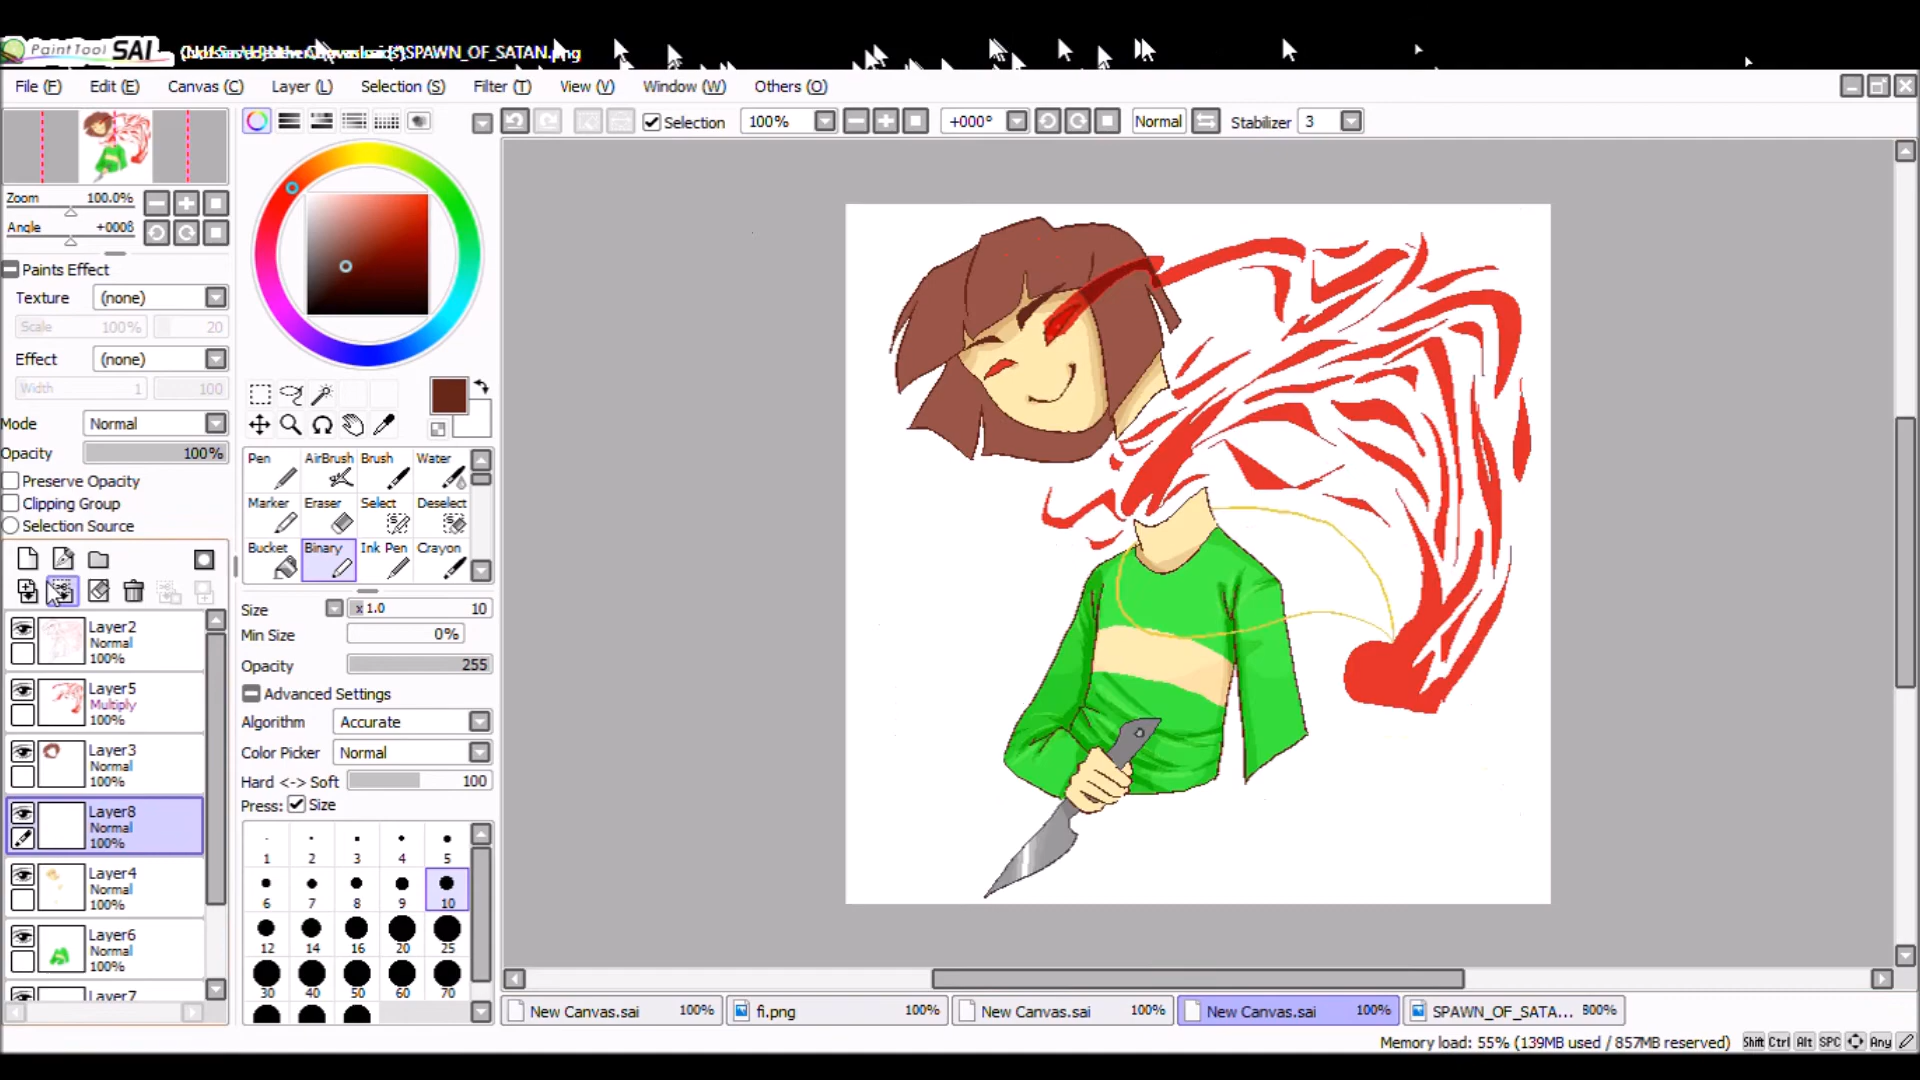 PaintTool SAI SPAWN_OF_SATAN.png
File (F) Edit (E) Canvas (C) Layer (L) Selection (S) Filter (T) View (V) Window (W) Others (O)
Selection 100% +000° Normal Stabilizer 3
Zoom 100.0%
Angle +000ß
Paints Effect
Texture (none)
Scale 100% 20
Effect (none)
Width 1 100
Mode Normal
Opacity 100%
Preserve Opacity
Clipping Group
Selection Source
Layer2
Normal
100%
Layer5
Multiply
100%
Layer3
Normal
100%
Layer8
Normal
100%
Layer4
Normal
100%
Layer6
Normal
100%
Layer7
Pen AirBrush Brush Water
Marker Eraser Select Deselect
Bucket Binary Ink Pen Crayon
Size x 1.0 10
Min Size 0%
Opacity 255
Advanced Settings
Algorithm Accurate
Color Picker Normal
Hard <-> Soft 100
Press: Size
1 2 3 4 5
6 7 8 9 10
12 14 16 20 25
30 40 50 60 70
New Canvas.sai 100% fi.png 100% New Canvas.sai 100% New Canvas.sai 100% SPAWN_OF_SATA... 800%
Memory load: 55% (139MB used / 857MB reserved) Shift Ctrl Alt SPC Any